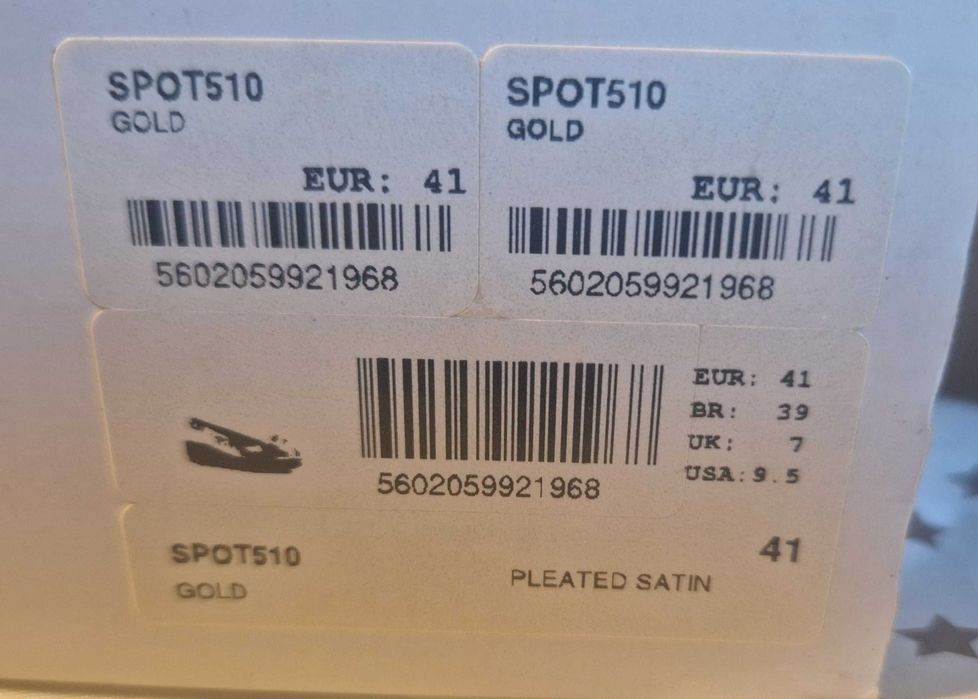 SPOT510
GOLD
EUR: 41
5602059921968
SPOT510
GOLD
EUR: 41
5602059921968
5602059921968
EUR: 41
BR: 39
UK: 7
USA: 9.5
SPOT510
GOLD
PLEATED SATIN
41